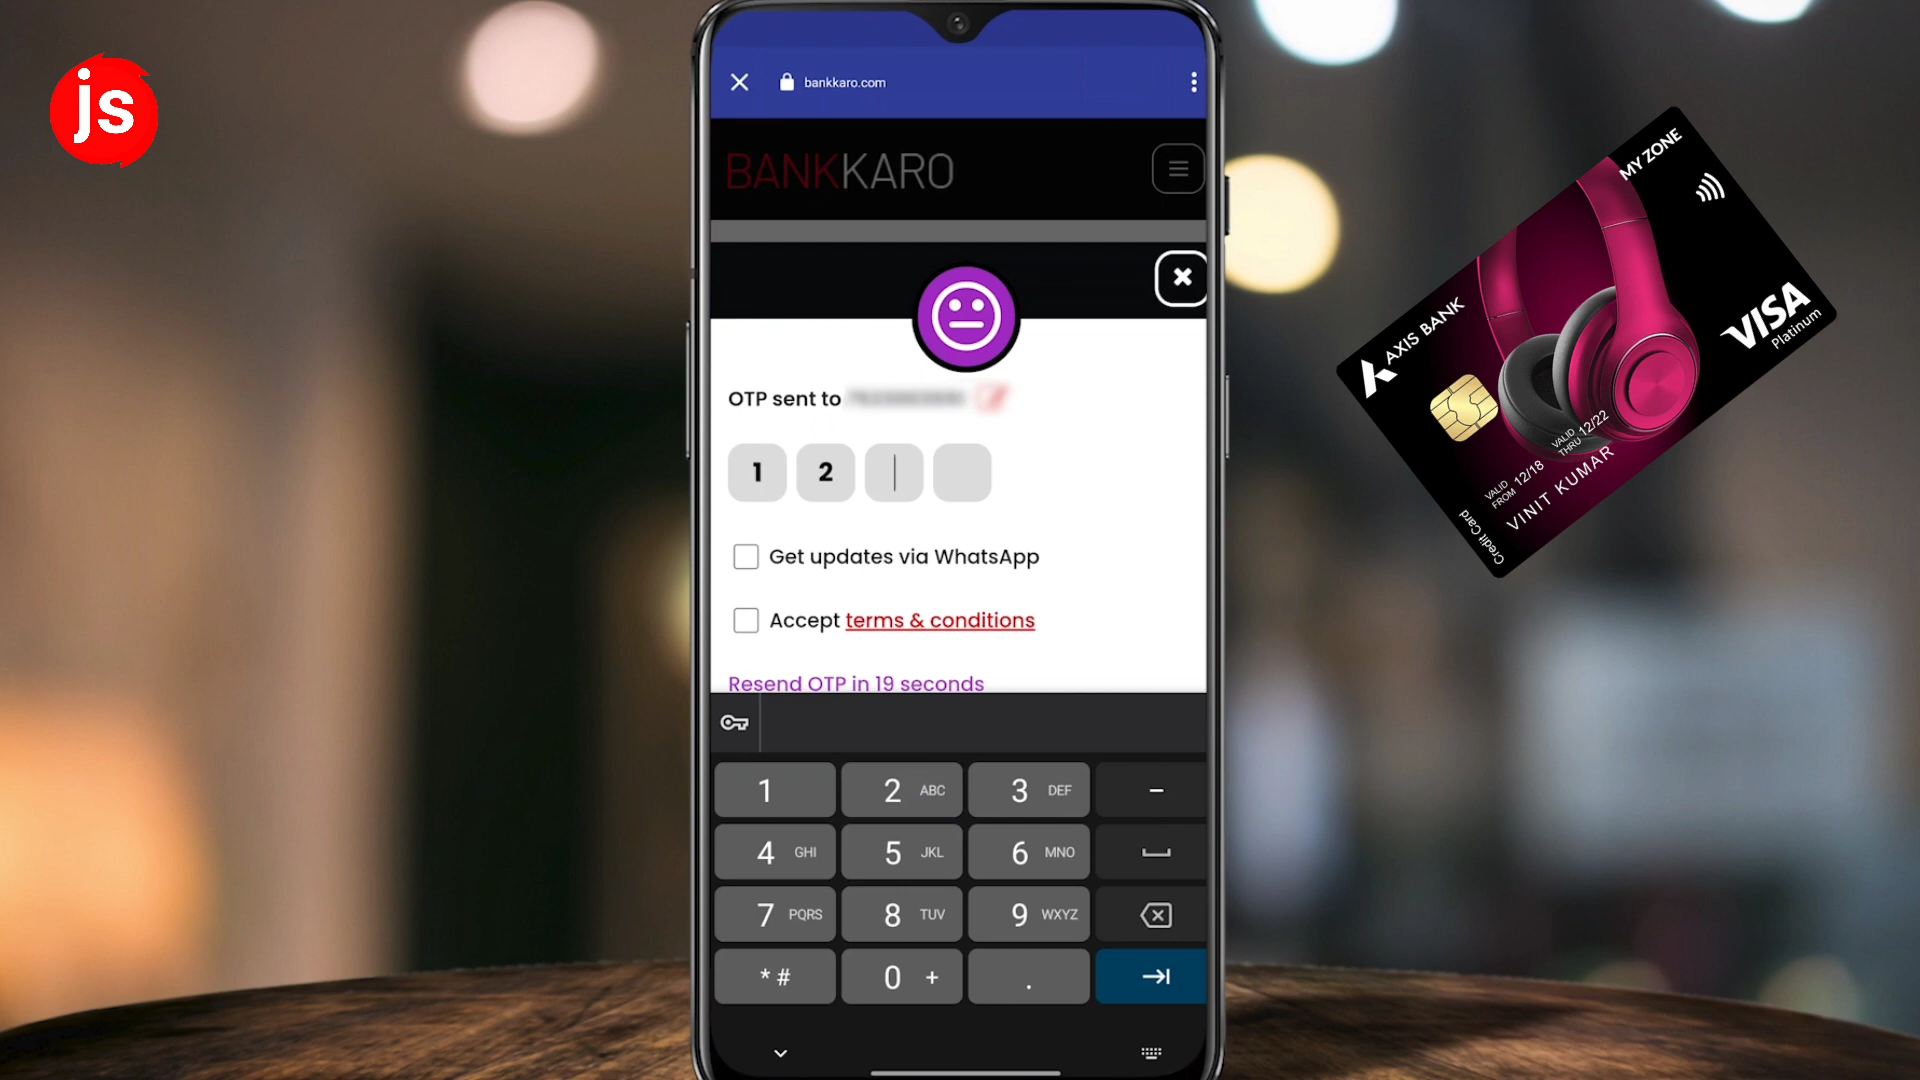 js
bankkaro.com
BANKKARO
OTP sent to
1 2
Get updates via WhatsApp
Accept terms & conditions
Resend OTP in 19 seconds
1 2 ABC 3 DEF –
4 GHI 5 JKL 6 MNO
7 PQRS 8 TUV 9 WXYZ
* # 0 + .
MY ZONE
AXIS BANK
VISA
Platinum
VALID THRU 12/22
VALID FROM 12/18
VINIT KUMAR
Credit Card